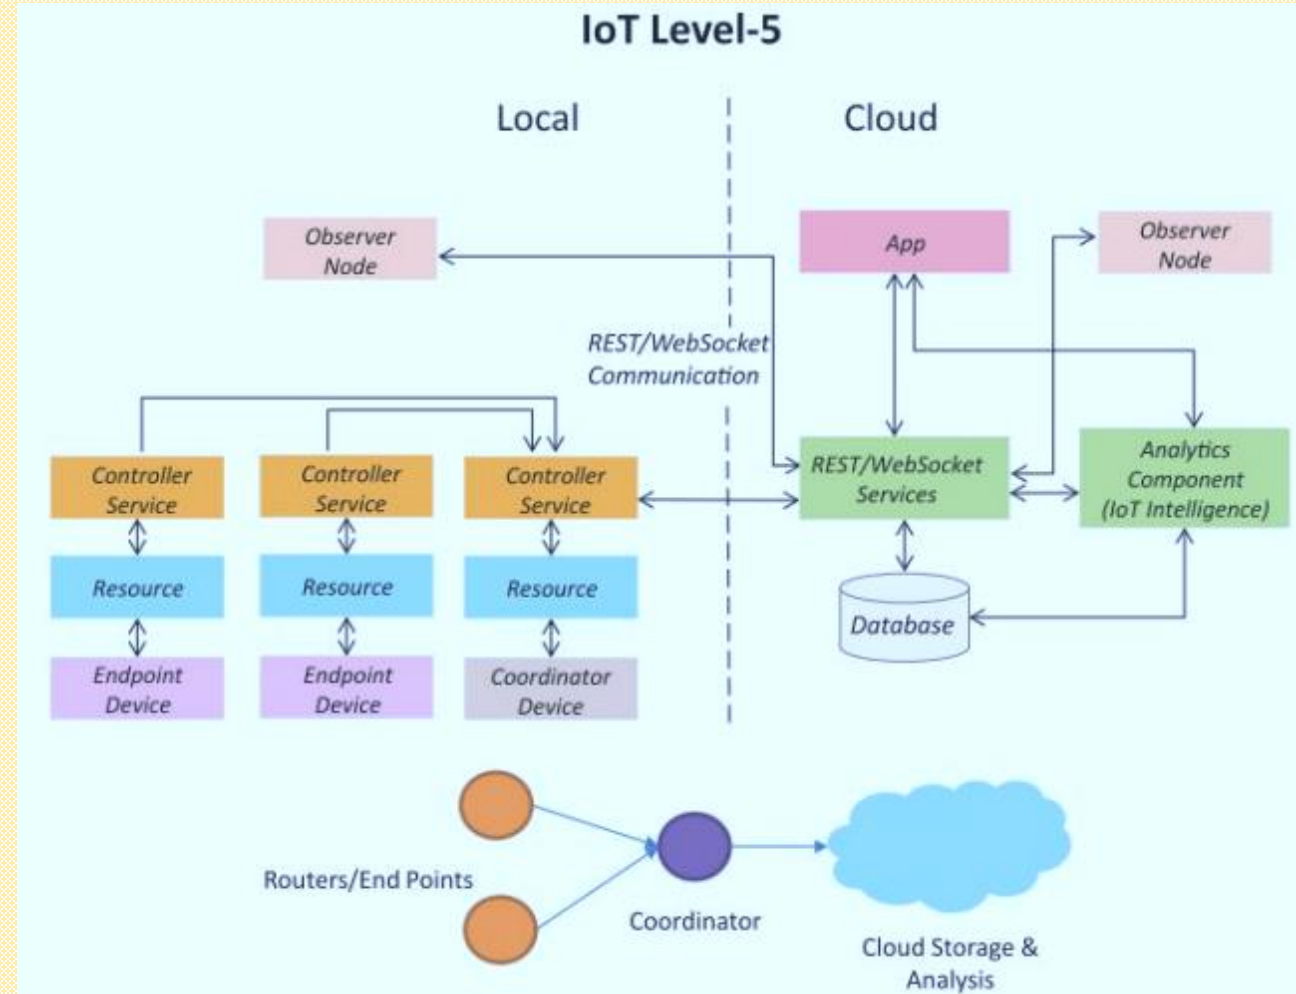 IoT Level-5
Local
Cloud
Observer
Node
App
Observer
Node
REST/WebSocket
Communication
Controller
Service
Controller
Service
Controller
Service
REST/WebSocket
Services
Analytics
Component
(IoT Intelligence)
Resource
Resource
Resource
Database
Endpoint
Device
Endpoint
Device
Coordinator
Device
Routers/End Points
Coordinator
Cloud Storage &
Analysis